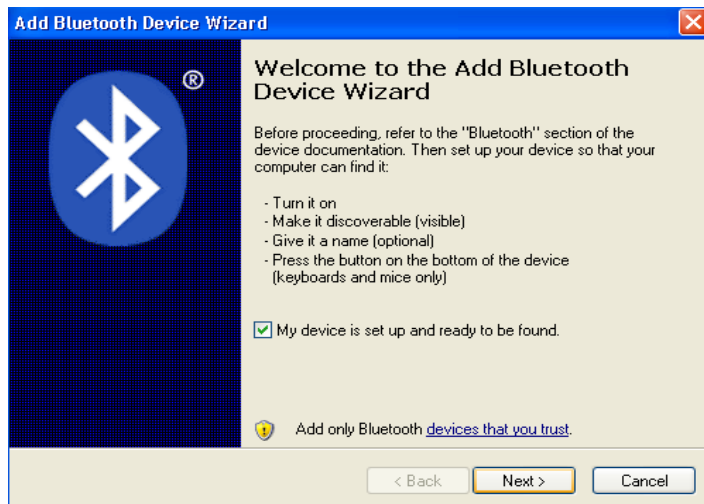 Add Bluetooth Device Wizard
®
Welcome to the Add Bluetooth
Device Wizard
Before proceeding, refer to the "Bluetooth" section of the
device documentation. Then set up your device so that your
computer can find it:
- Turn it on
- Make it discoverable (visible)
- Give it a name (optional)
- Press the button on the bottom of the device
(keyboards and mice only)
My device is set up and ready to be found.
Add only Bluetooth devices that you trust.
< Back Next > Cancel